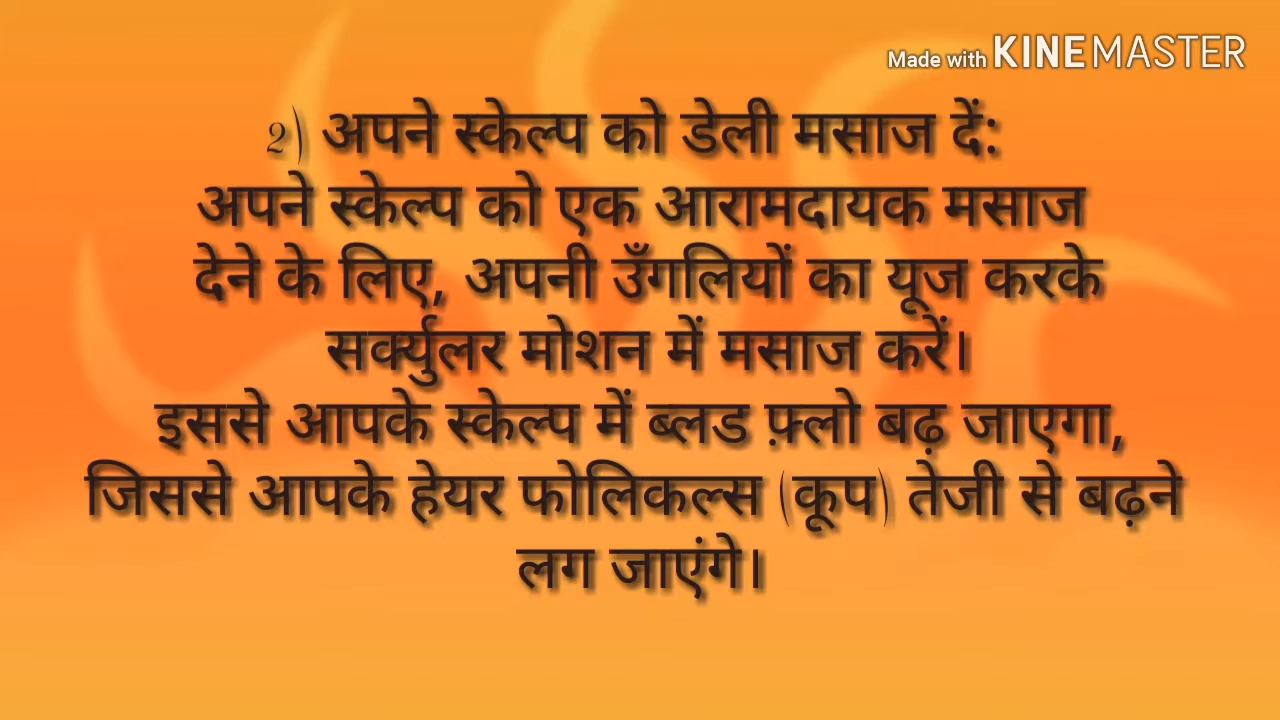 Made with KINEMASTER
2) अपने स्केल्प को डेली मसाज दें:
अपने स्केल्प को एक आरामदायक मसाज
देने के लिए, अपनी उँगलियों का यूज करके
सर्क्युलर मोशन में मसाज करें।
इससे आपके स्केल्प में ब्लड फ़्लो बढ़ जाएगा,
जिससे आपके हेयर फोलिकल्स (कूप) तेजी से बढ़ने
लग जाएंगे।